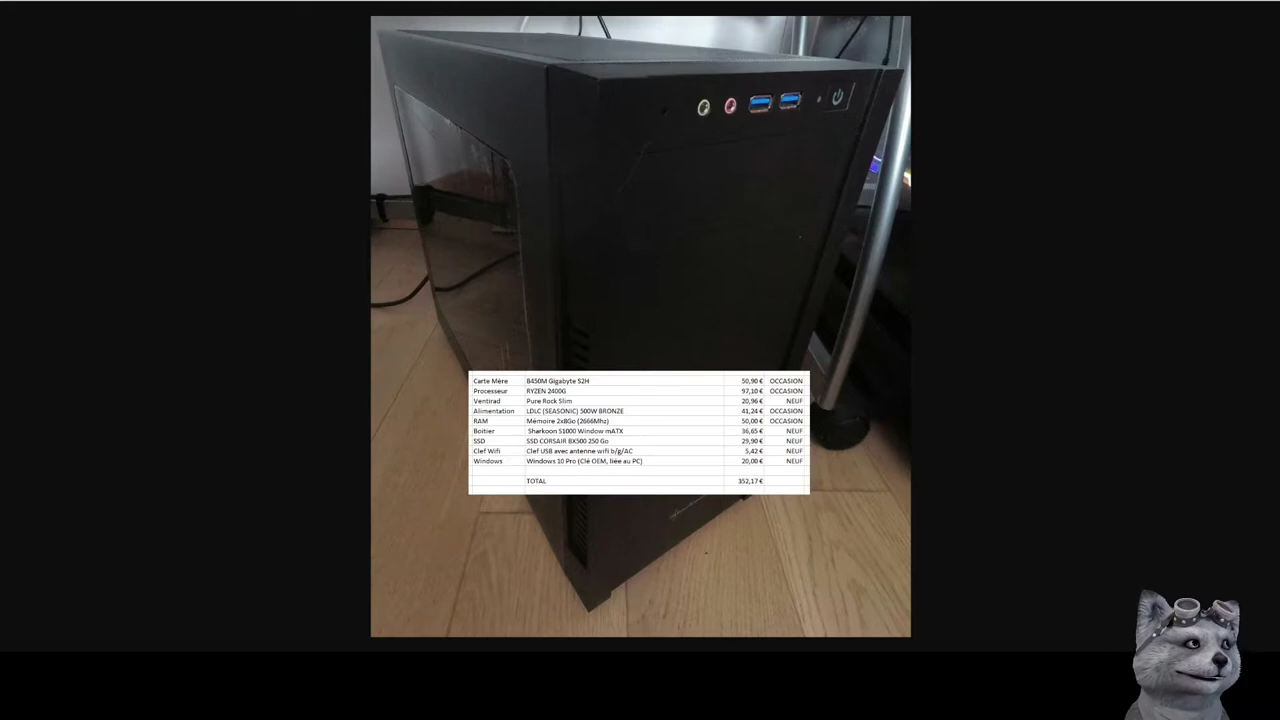 Carte Mère B450M Gigabyte S2H 50,90 € OCCASION
Processeur RYZEN 2400G 97,10 € OCCASION
Ventirad Pure Rock Slim 20,96 € NEUF
Alimentation LDLC (SEASONIC) 500W BRONZE 41,24 € OCCASION
RAM Mémoire 2x8Go (2666Mhz) 50,00 € OCCASION
Boitier Sharkoon S1000 Window mATX 36,65 € NEUF
SSD SSD CORSAIR BX500 250 Go 29,90 € NEUF
Clef Wifi Clef USB avec antenne wifi b/g/AC 5,42 € NEUF
Windows Windows 10 Pro (Clé OEM, liée au PC) 20,00 € NEUF
TOTAL 352,17 €